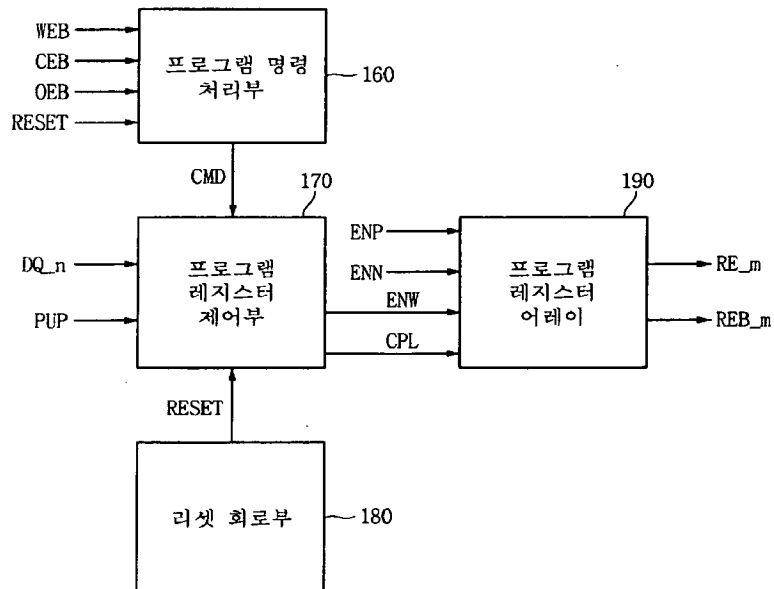 WEB
CEB
OEB
RESET
프로그램 명령
처리부
160
CMD
170
190
DQ_n
PUP
프로그램
레지스터
제어부
ENP
ENN
ENW
CPL
프로그램
레지스터
어레이
RE_m
REB_m
RESET
리셋 회로부
180